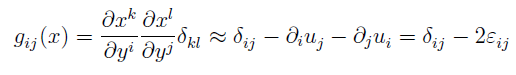 g_{ij}(x) = \frac{\partial x^k}{\partial y^i} \frac{\partial x^l}{\partial y^j} \delta_{kl} \approx \delta_{ij} - \partial_i u_j - \partial_j u_i = \delta_{ij} - 2\varepsilon_{ij}